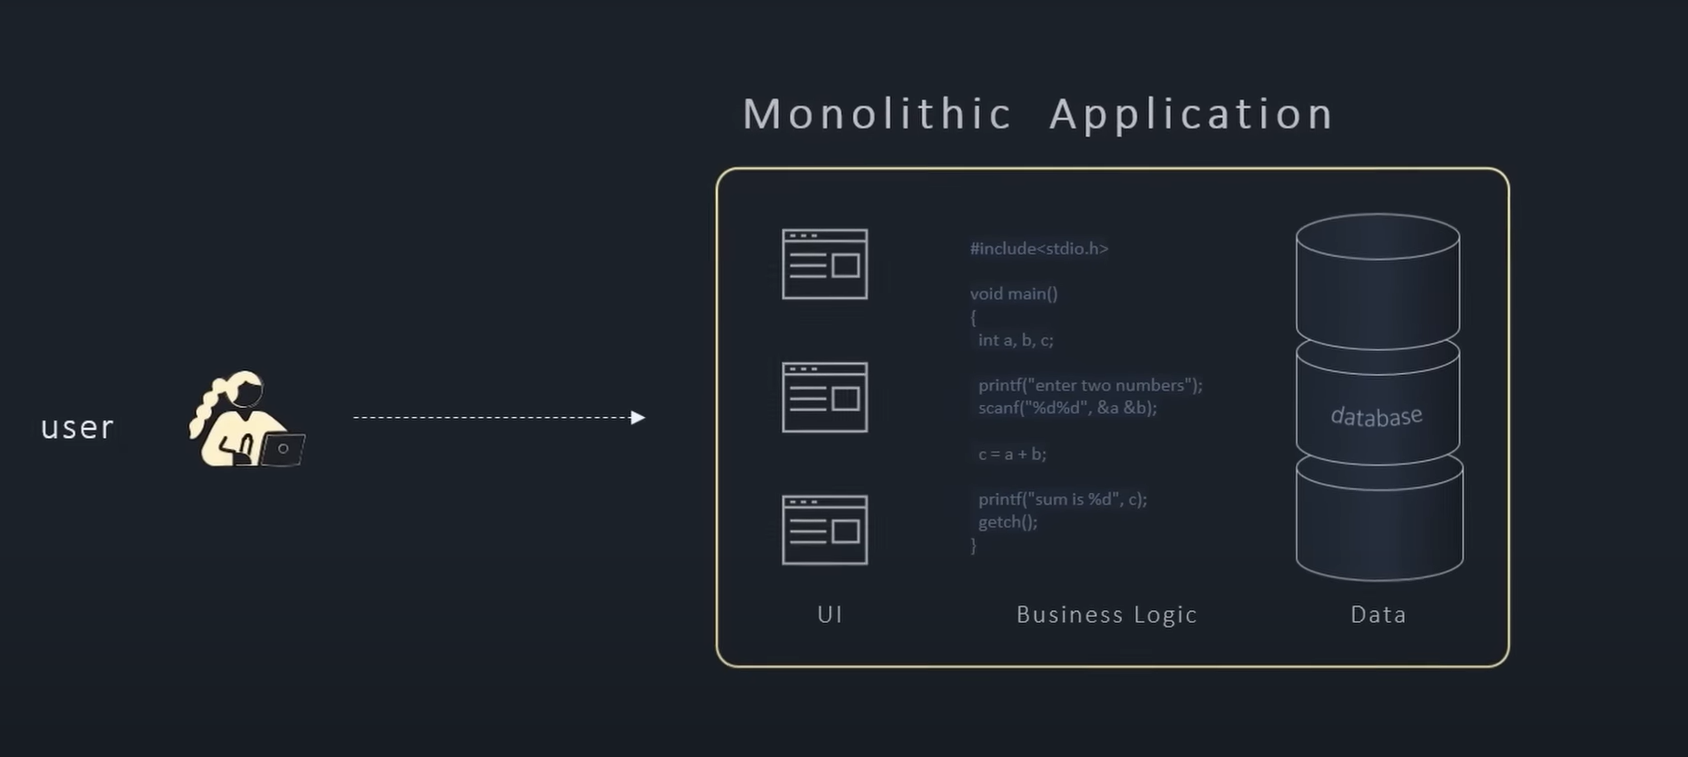 Monolithic Application
user
UI
#include<stdio.h>
void main()
{
int a, b, c;
printf("enter two numbers");
scanf("%d%d", &a &b);
c = a + b;
printf("sum is %d", c);
getch();
}
Business Logic
database
Data